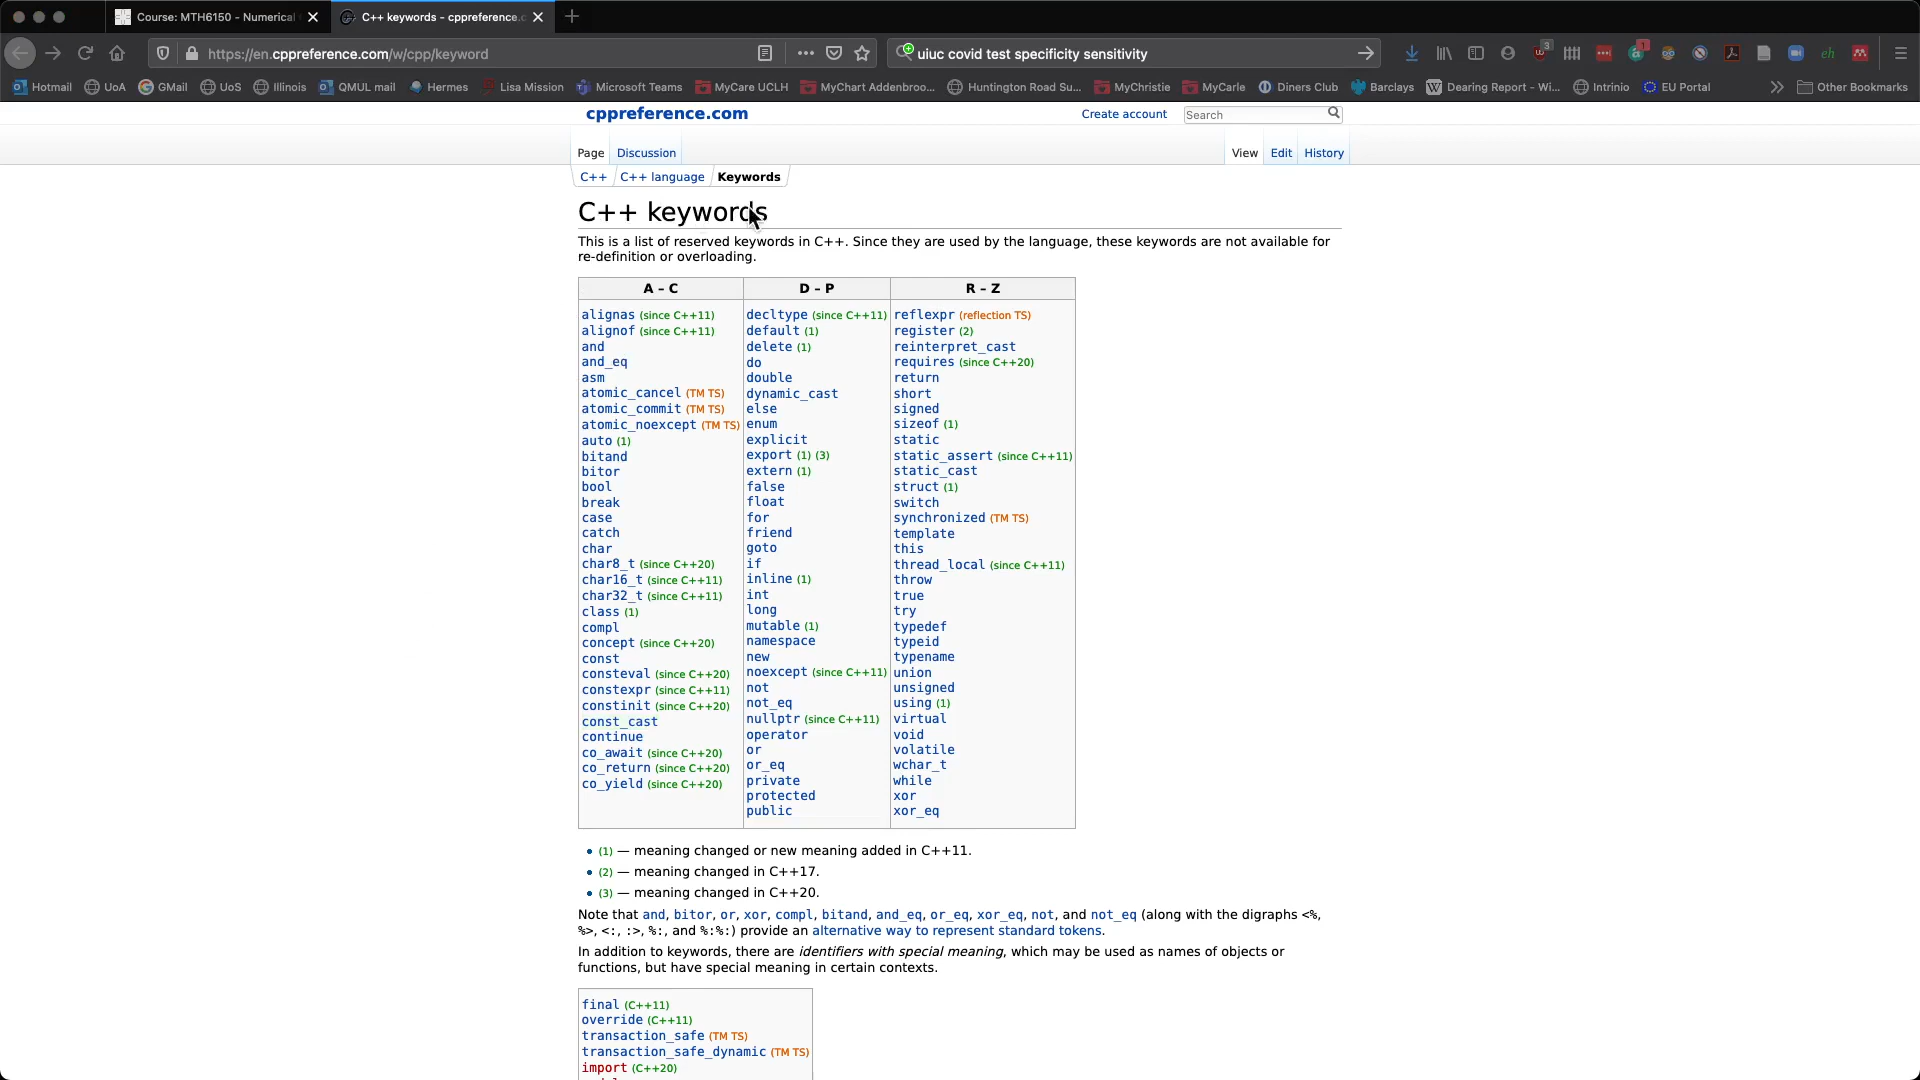 Course: MTH6150 - Numerical
C++ keywords - cppreference.c
https://en.cppreference.com/w/cpp/keyword
uiuc covid test specificity sensitivity
3
1
eh
Hotmail UoA GMail UoS Illinois QMUL mail Hermes Lisa Mission Microsoft Teams MyCare UCLH MyChart Addenbroo... Huntington Road Su... MyChristie MyCarle Diners Club Barclays Dearing Report - Wi... Intrinio EU Portal Other Bookmarks
cppreference.com
Create account
Search
Page Discussion
View Edit History
C++ C++ language Keywords
C++ keywords
This is a list of reserved keywords in C++. Since they are used by the language, these keywords are not available for
re-definition or overloading.
A – C
alignas (since C++11)
alignof (since C++11)
and
and_eq
asm
atomic_cancel (TM TS)
atomic_commit (TM TS)
atomic_noexcept (TM TS)
auto (1)
bitand
bitor
bool
break
case
catch
char
char8_t (since C++20)
char16_t (since C++11)
char32_t (since C++11)
class (1)
compl
concept (since C++20)
const
consteval (since C++20)
constexpr (since C++11)
constinit (since C++20)
const_cast
continue
co_await (since C++20)
co_return (since C++20)
co_yield (since C++20)
D – P
decltype (since C++11)
default (1)
delete (1)
do
double
dynamic_cast
else
enum
explicit
export (1) (3)
extern (1)
false
float
for
friend
goto
if
inline (1)
int
long
mutable (1)
namespace
new
noexcept (since C++11)
not
not_eq
nullptr (since C++11)
operator
or
or_eq
private
protected
public
R – Z
reflexpr (reflection TS)
register (2)
reinterpret_cast
requires (since C++20)
return
short
signed
sizeof (1)
static
static_assert (since C++11)
static_cast
struct (1)
switch
synchronized (TM TS)
template
this
thread_local (since C++11)
throw
true
try
typedef
typeid
typename
union
unsigned
using (1)
virtual
void
volatile
wchar_t
while
xor
xor_eq
(1) — meaning changed or new meaning added in C++11.
(2) — meaning changed in C++17.
(3) — meaning changed in C++20.
Note that and, bitor, or, xor, compl, bitand, and_eq, or_eq, xor_eq, not, and not_eq (along with the digraphs <%,
%>, <:, :>, %:, and %:%:) provide an alternative way to represent standard tokens.
In addition to keywords, there are identifiers with special meaning, which may be used as names of objects or
functions, but have special meaning in certain contexts.
final (C++11)
override (C++11)
transaction_safe (TM TS)
transaction_safe_dynamic (TM TS)
import (C++20)